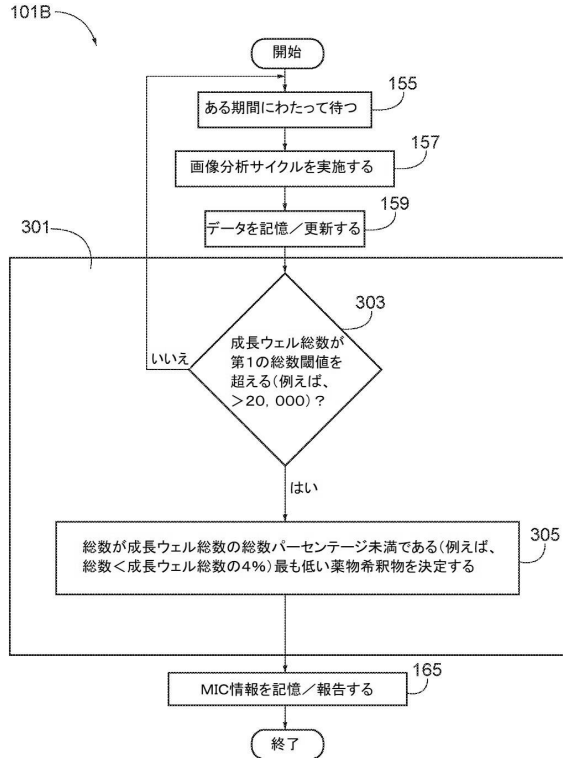 101B
開始
ある期間にわたって待つ
155
画像分析サイクルを実施する
157
データを記憶／更新する
159
301
303
成長ウェル総数が
第1の総数閾値を
超える(例えば、
＞20，000)？
いいえ
はい
総数が成長ウェル総数の総数パーセンテージ未満である(例えば、
総数＜成長ウェル総数の4％)最も低い薬物希釈物を決定する
305
MIC情報を記憶／報告する
165
終了